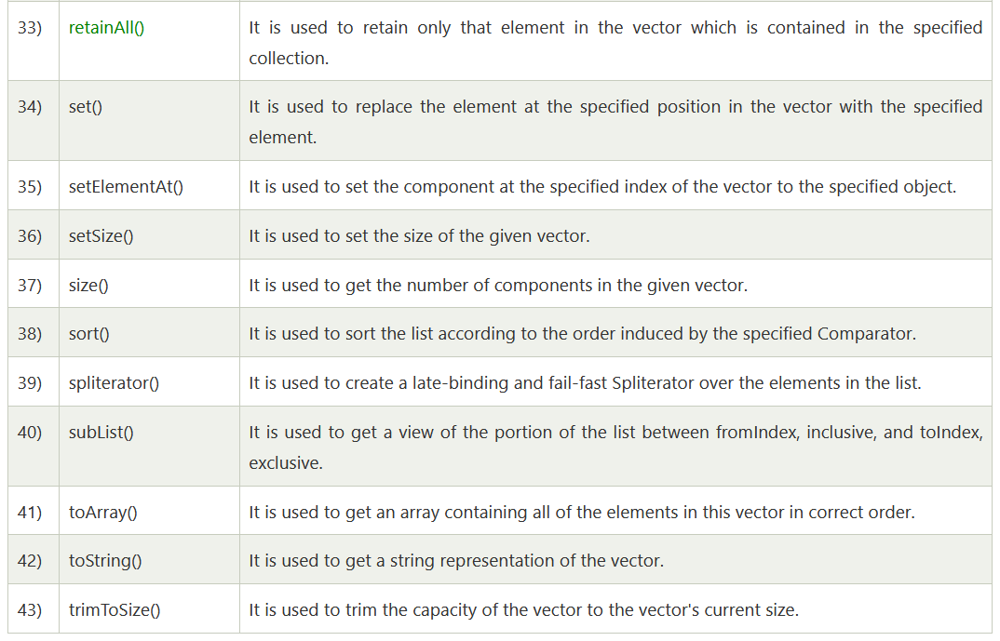 33) retainAll() It is used to retain only that element in the vector which is contained in the specified
collection.
34) set() It is used to replace the element at the specified position in the vector with the specified
element.
35) setElementAt() It is used to set the component at the specified index of the vector to the specified object.
36) setSize() It is used to set the size of the given vector.
37) size() It is used to get the number of components in the given vector.
38) sort() It is used to sort the list according to the order induced by the specified Comparator.
39) spliterator() It is used to create a late-binding and fail-fast Spliterator over the elements in the list.
40) subList() It is used to get a view of the portion of the list between fromIndex, inclusive, and toIndex,
exclusive.
41) toArray() It is used to get an array containing all of the elements in this vector in correct order.
42) toString() It is used to get a string representation of the vector.
43) trimToSize() It is used to trim the capacity of the vector to the vector's current size.